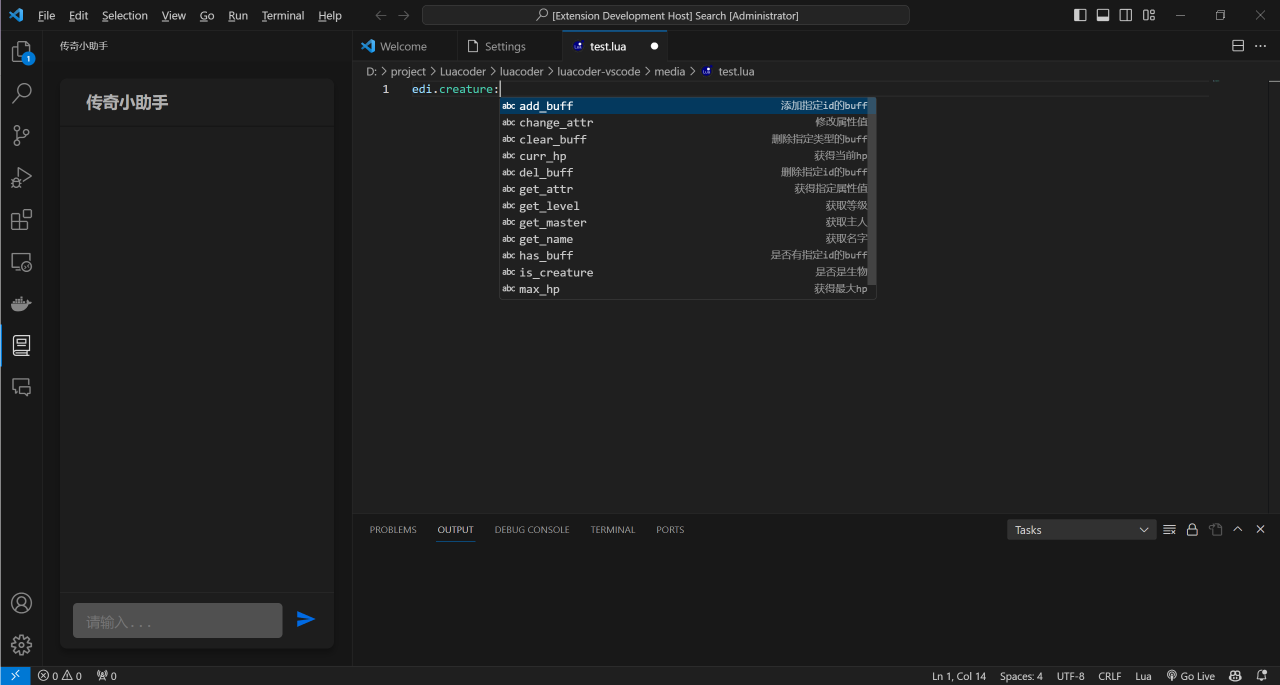 File Edit Selection View Go Run Terminal Help
[Extension Development Host] Search [Administrator]
1
传奇小助手
传奇小助手
请输入...
Welcome Settings test.lua
D: > project > Luacoder > luacoder > luacoder-vscode > media > test.lua
1 edi.creature:
abc add_buff 添加指定id的buff
abc change_attr 修改属性值
abc clear_buff 删除指定类型的buff
abc curr_hp 获得当前hp
abc del_buff 删除指定id的buff
abc get_attr 获得指定属性值
abc get_level 获取等级
abc get_master 获取主人
abc get_name 获取名字
abc has_buff 是否有指定id的buff
abc is_creature 是否是生物
abc max_hp 获得最大hp
PROBLEMS OUTPUT DEBUG CONSOLE TERMINAL PORTS
Tasks
0 0 0
Ln 1, Col 14 Spaces: 4 UTF-8 CRLF Lua Go Live